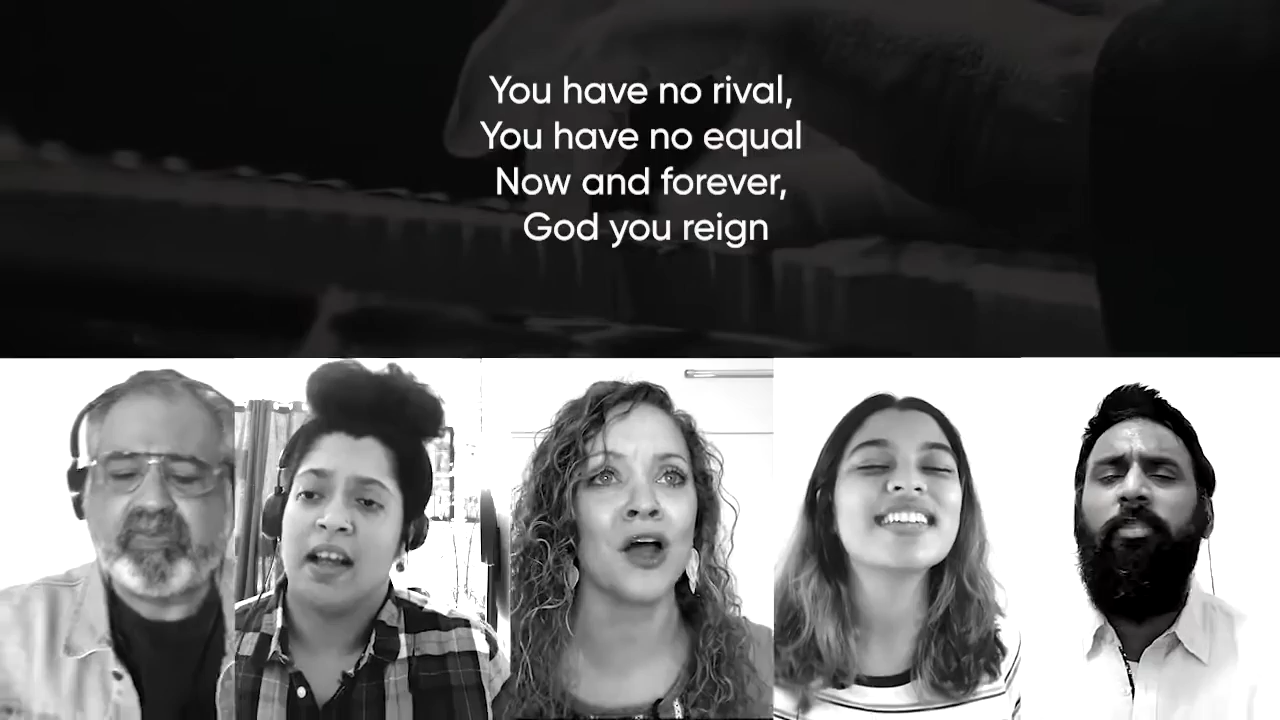 You have no rival,
You have no equal
Now and forever,
God you reign